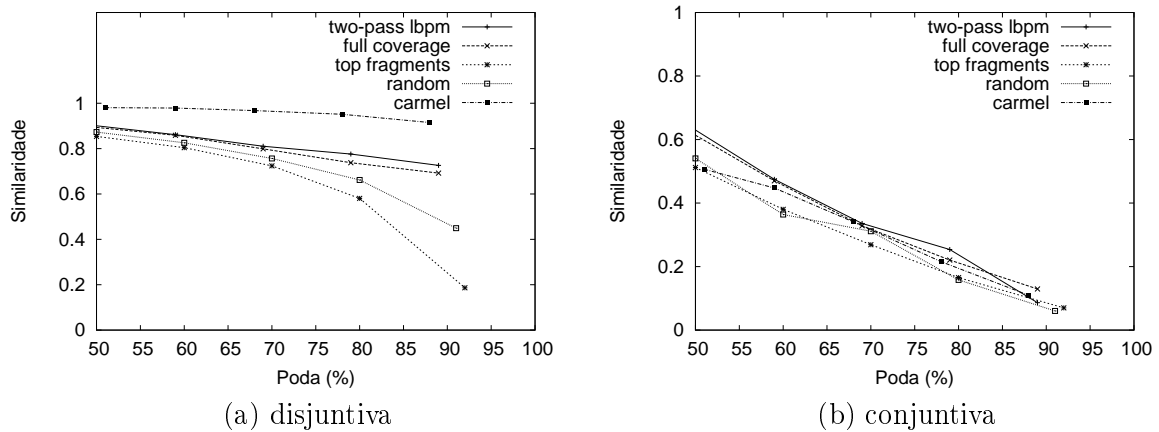 two-pass lbpm
full coverage
top fragments
random
carmel
1
0.8
0.6
0.4
0.2
0
50 55 60 65 70 75 80 85 90 95 100
Similaridade
Poda (%)
(a) disjuntiva
two-pass lbpm
full coverage
top fragments
random
carmel
1
0.8
0.6
0.4
0.2
0
50 55 60 65 70 75 80 85 90 95 100
Similaridade
Poda (%)
(b) conjuntiva